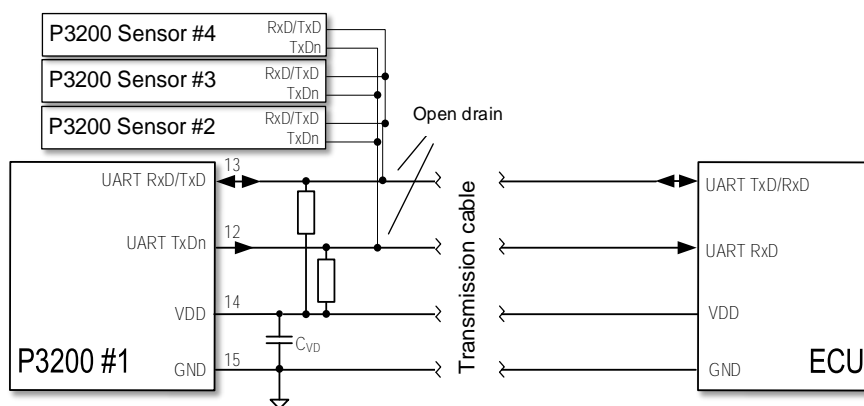 P3200 Sensor #4
RxD/TxD
TxDn
P3200 Sensor #3
RxD/TxD
TxDn
P3200 Sensor #2
RxD/TxD
TxDn
Open drain
UART RxD/TxD
13
UART TxDn
12
VDD
14
GND
15
P3200 #1
CVD
Transmission cable
UART TxD/RxD
UART RxD
VDD
GND
ECU